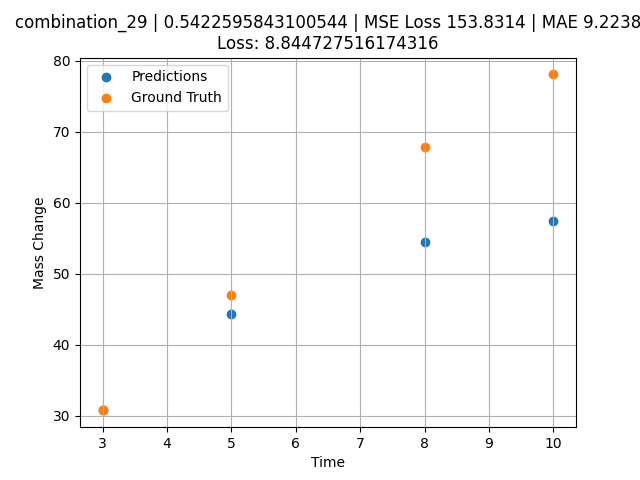 combination_29 | 0.5422595843100544 | MSE Loss 153.8314 | MAE 9.2238
Loss: 8.844727516174316
Predictions
Ground Truth
80
70
60
50
40
30
Mass Change
3 4 5 6 7 8 9 10
Time